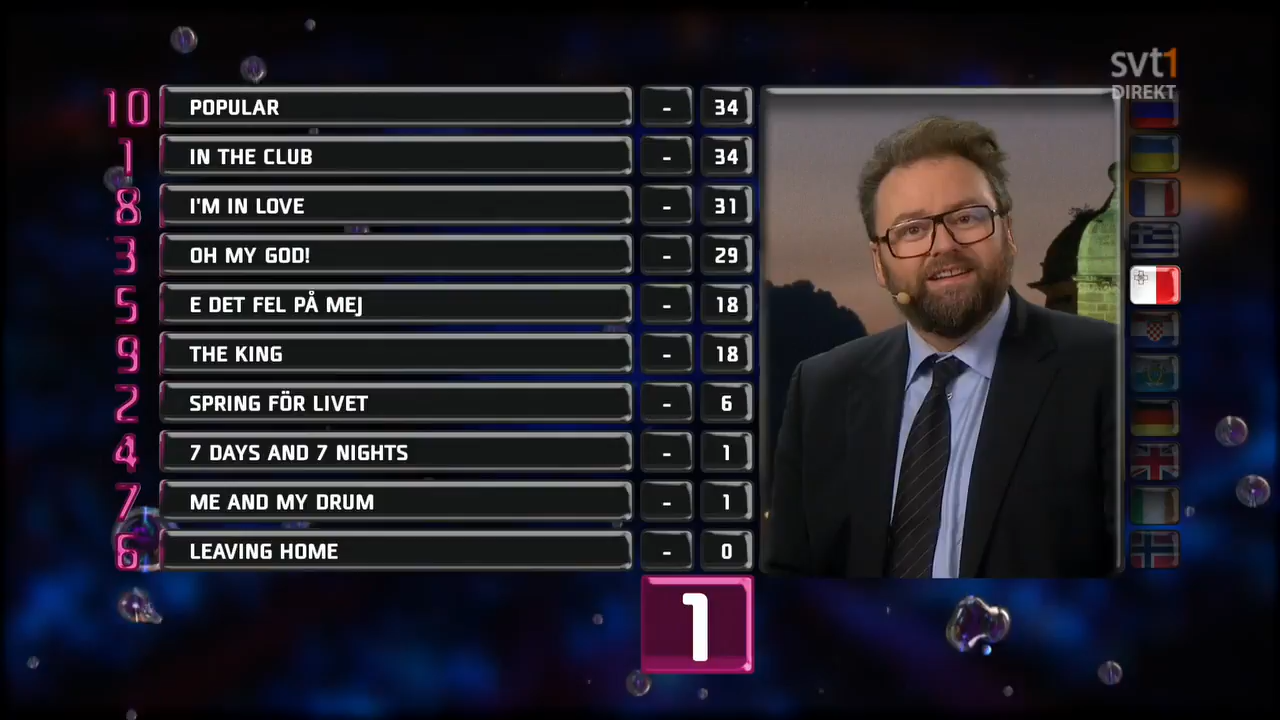 svt1
DIREKT
10 POPULAR - 34
1 IN THE CLUB - 34
8 I'M IN LOVE - 31
3 OH MY GOD! - 29
5 E DET FEL PÅ MEJ - 18
9 THE KING - 18
2 SPRING FÖR LIVET - 6
4 7 DAYS AND 7 NIGHTS - 1
7 ME AND MY DRUM - 1
6 LEAVING HOME - 0
1